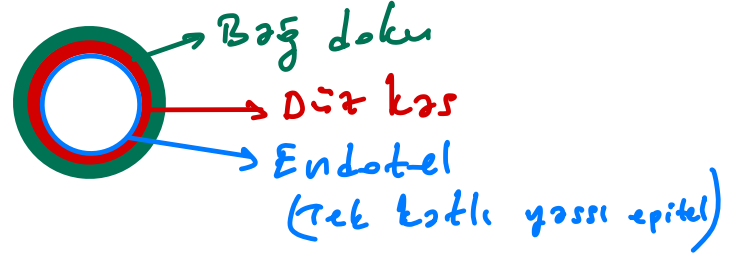 Bağ doku
Düz kas
Endotel
(Tek katlı yassı epitel)